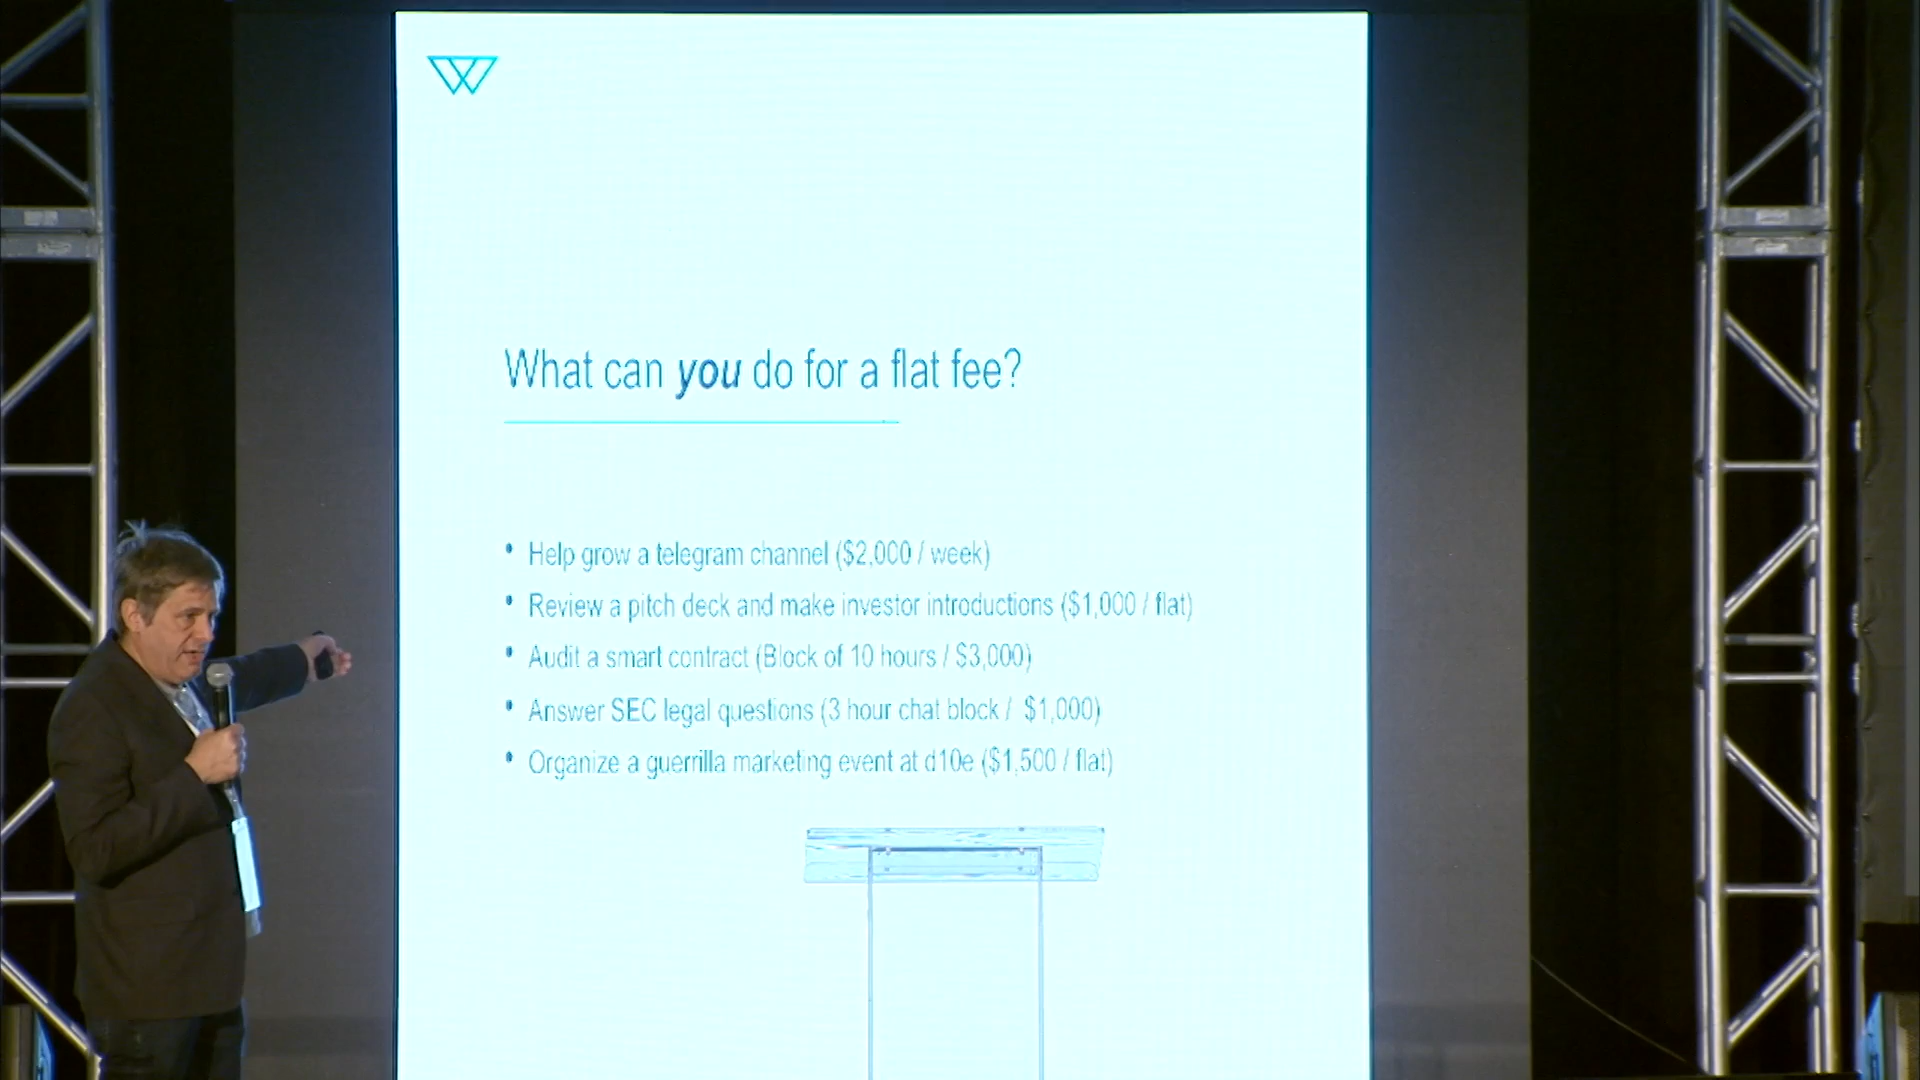 What can you do for a flat fee?
• Help grow a telegram channel ($2,000 / week)
• Review a pitch deck and make investor introductions ($1,000 / flat)
• Audit a smart contract (Block of 10 hours / $3,000)
• Answer SEC legal questions (3 hour chat block /  $1,000)
• Organize a guerrilla marketing event at d10e ($1,500 / flat)